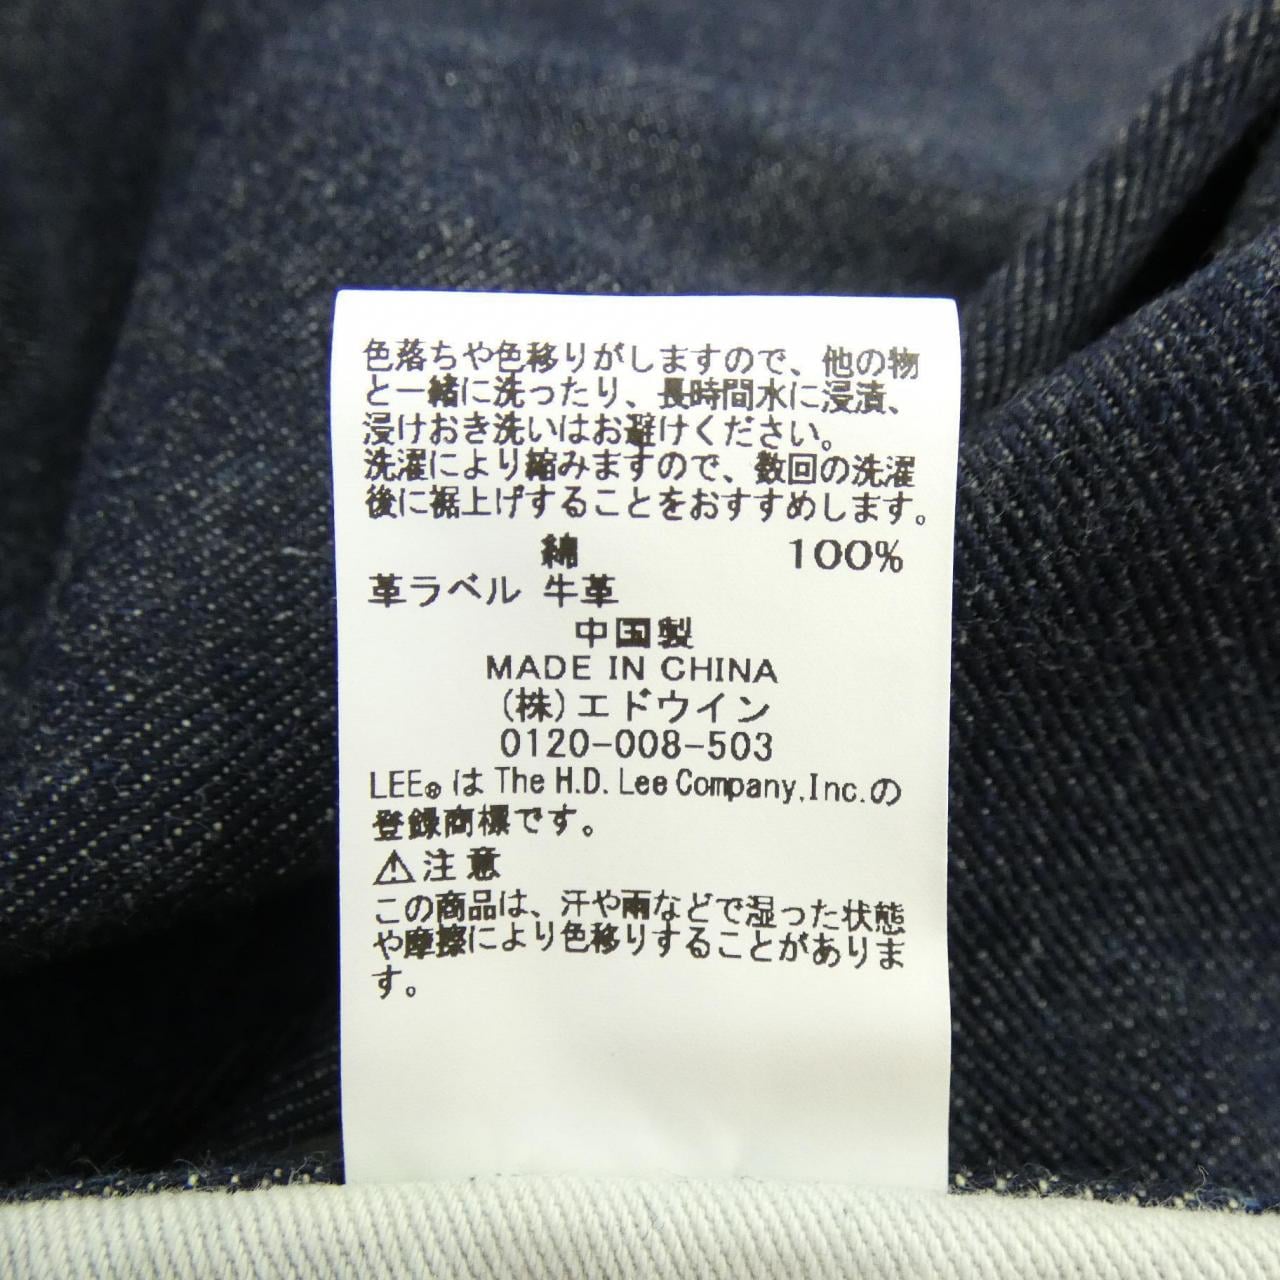 色落ちや色移りがしますので、他の物
と一緒に洗ったり、長時間水に浸漬、
浸けおき洗いはお避けください。
洗濯により縮みますので、数回の洗濯
後に裾上げすることをおすすめします。
綿 100%
革ラベル 牛革
中国製
MADE IN CHINA
(株)エドウイン
0120-008-503
LEE®は The H.D. Lee Company, Inc.の
登録商標です。
⚠注意
この商品は、汗や雨などで湿った状態
や摩擦により色移りすることがありま
す。